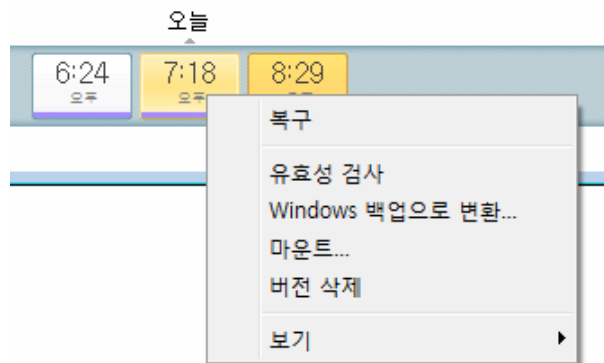 오늘
6:24 7:18 8:29
오후 오후
복구
유효성 검사
Windows 백업으로 변환...
마운트...
버전 삭제
보기